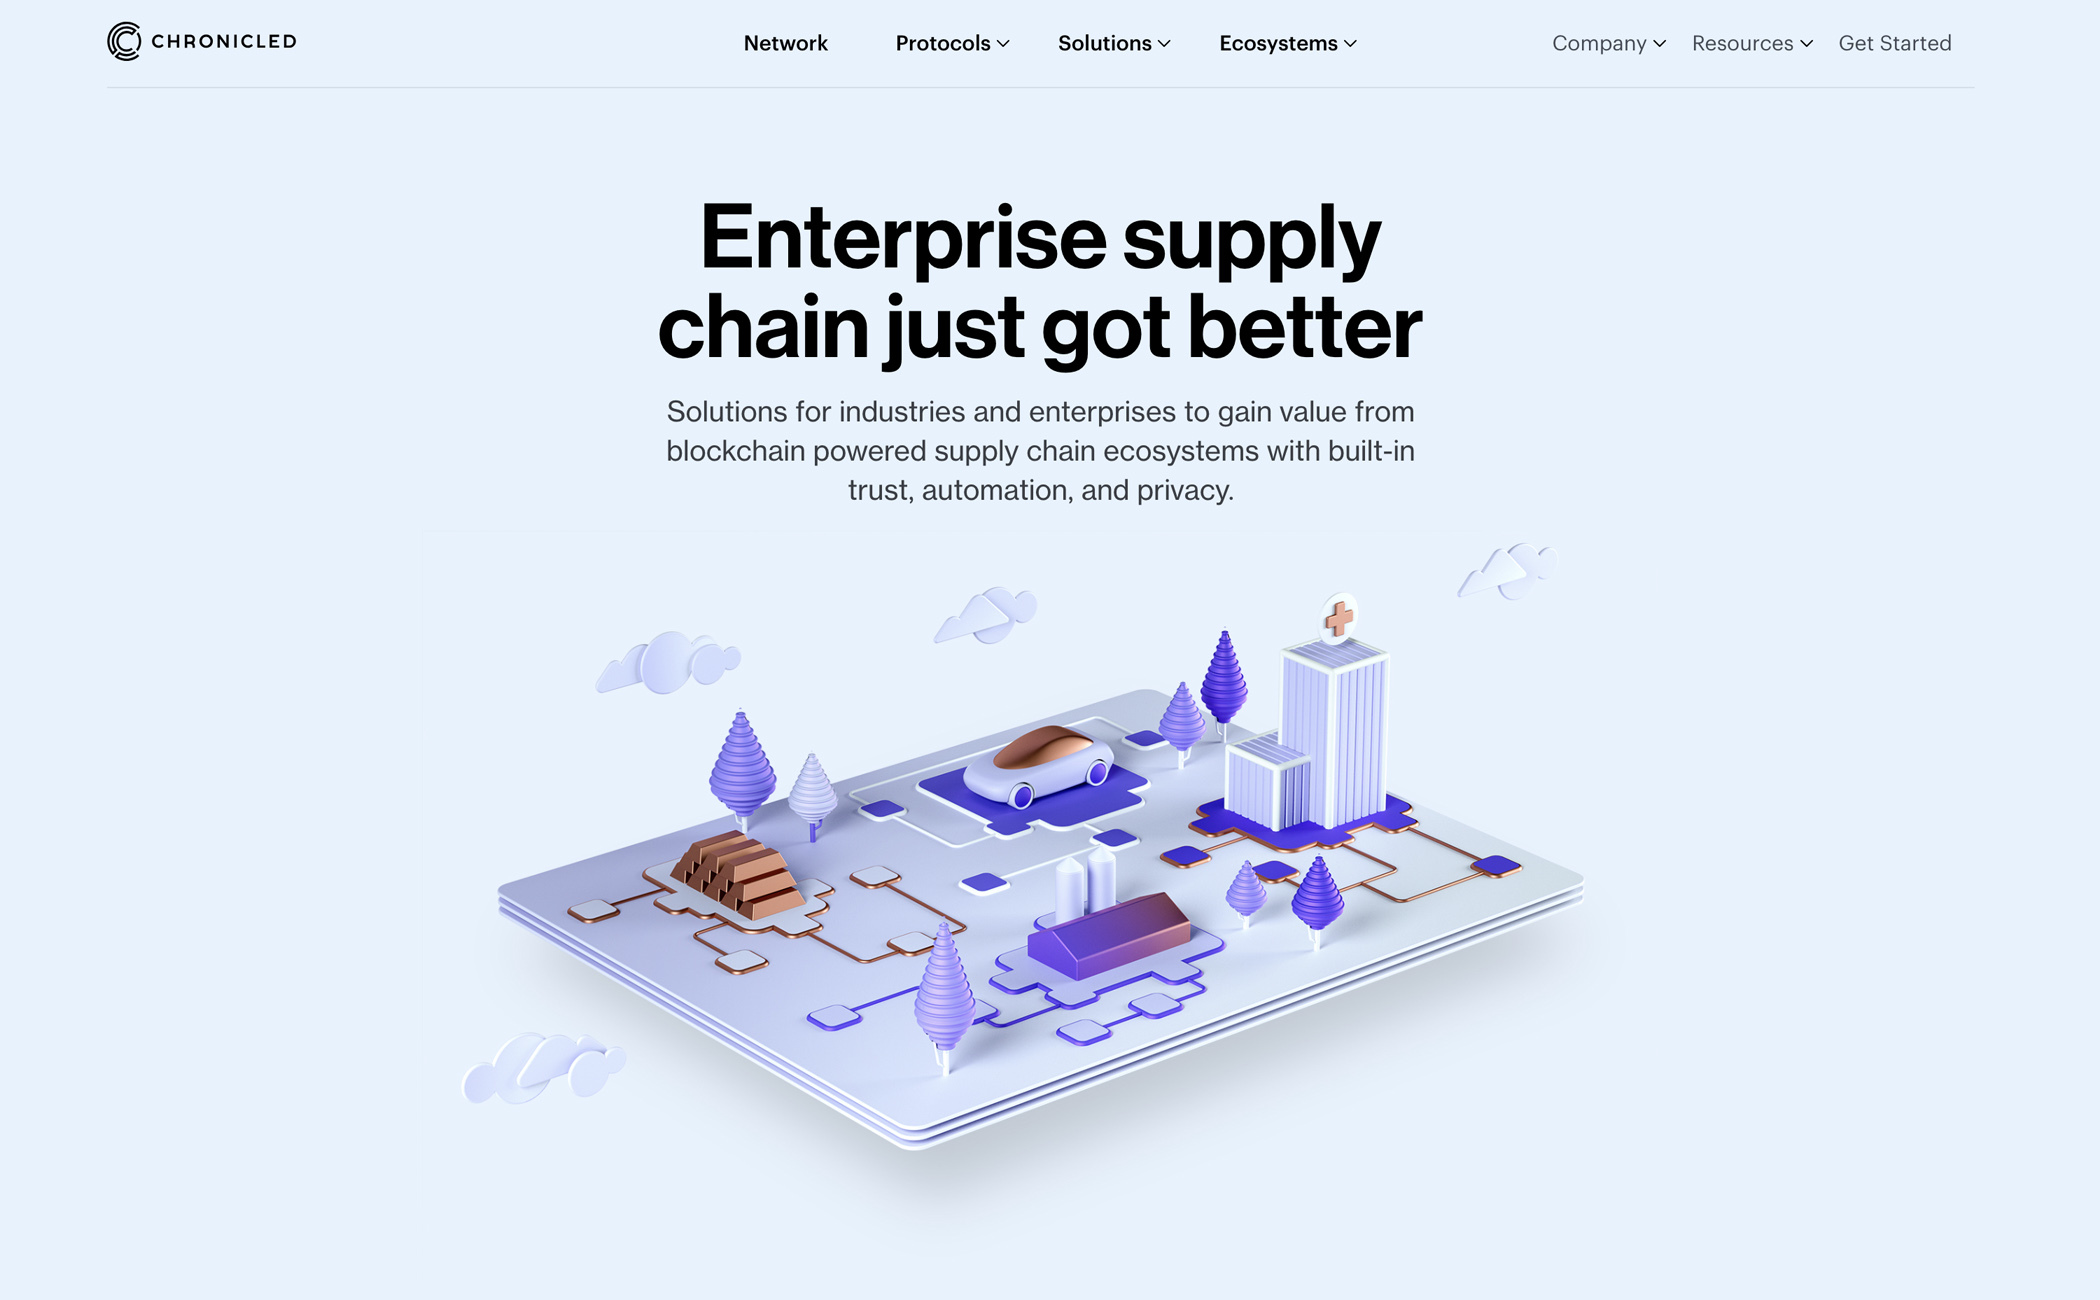 CHRONICLED
Network Protocols Solutions Ecosystems Company Resources Get Started
Enterprise supply
chain just got better
Solutions for industries and enterprises to gain value from
blockchain powered supply chain ecosystems with built-in
trust, automation, and privacy.